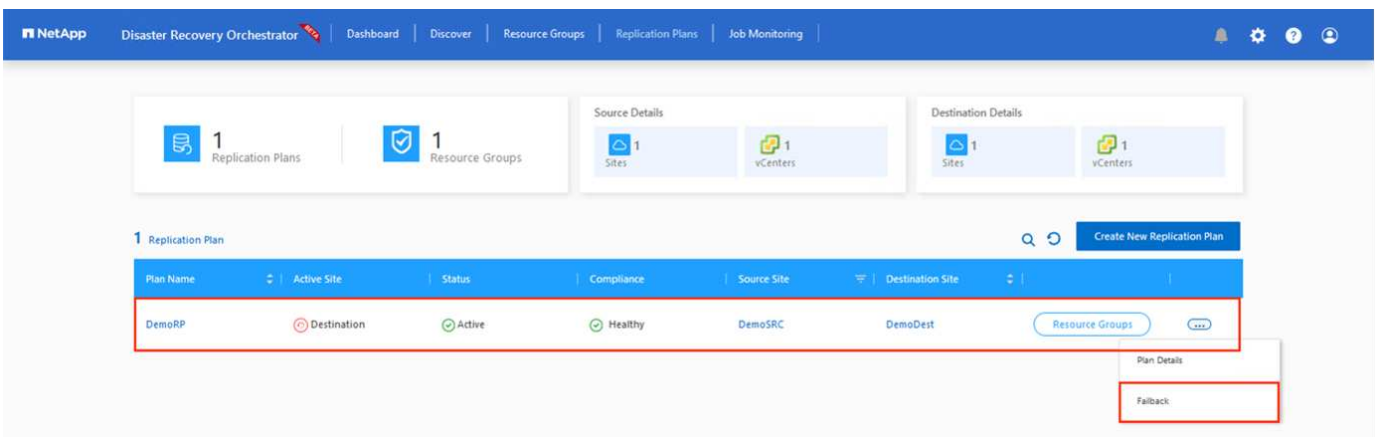 NetApp Disaster Recovery Orchestrator BETA Dashboard Discover Resource Groups Replication Plans Job Monitoring
1 Replication Plans
1 Resource Groups
Source Details
1 Sites
1 vCenters
Destination Details
1 Sites
1 vCenters
1 Replication Plan
Create New Replication Plan
Plan Name Active Site Status Compliance Source Site Destination Site
DemoRP Destination Active Healthy DemoSRC DemoDest Resource Groups ...
Plan Details
Failback